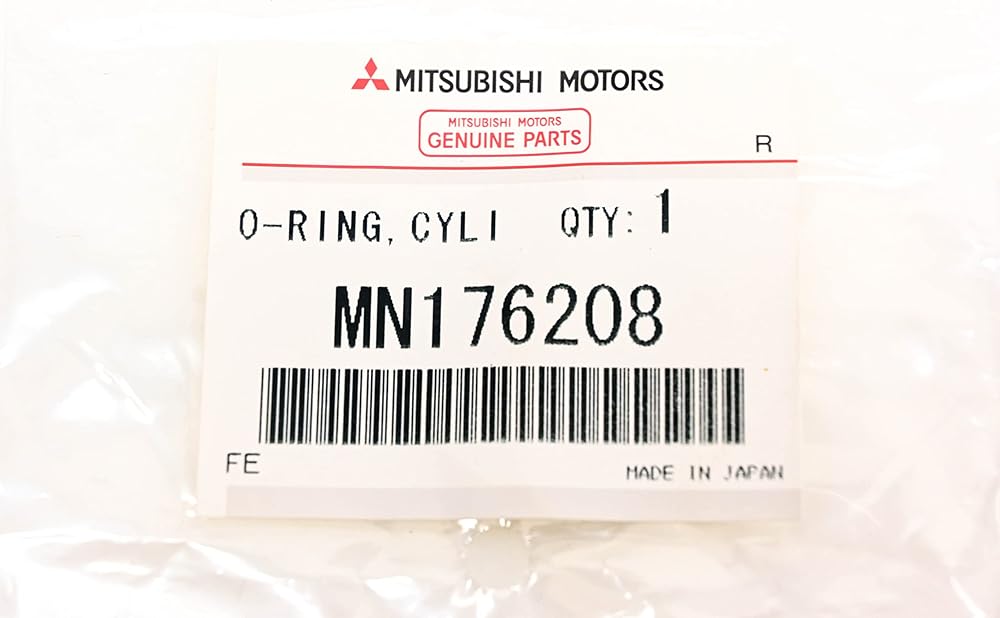 MITSUBISHI MOTORS
MITSUBISHI MOTORS
GENUINE PARTS
R
O-RING, CYLI QTY: 1
MN176208
FE
MADE IN JAPAN